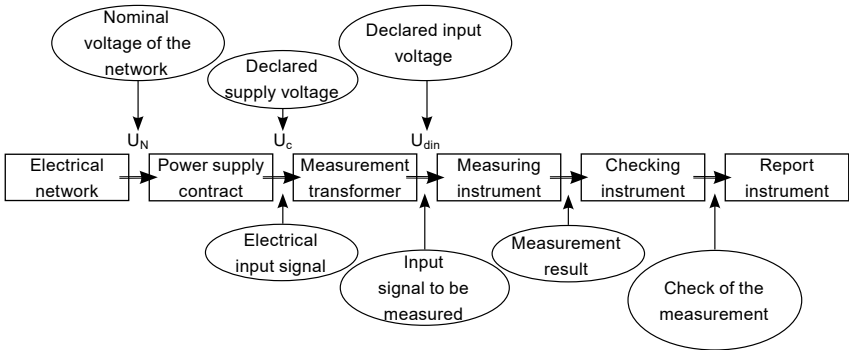 Nominal
voltage of the
network
Declared
supply voltage
Declared input
voltage
U_N
U_c
U_din
Electrical
network
Power supply
contract
Measurement
transformer
Measuring
instrument
Checking
instrument
Report
instrument
Electrical
input signal
Input
signal to be
measured
Measurement
result
Check of the
measurement